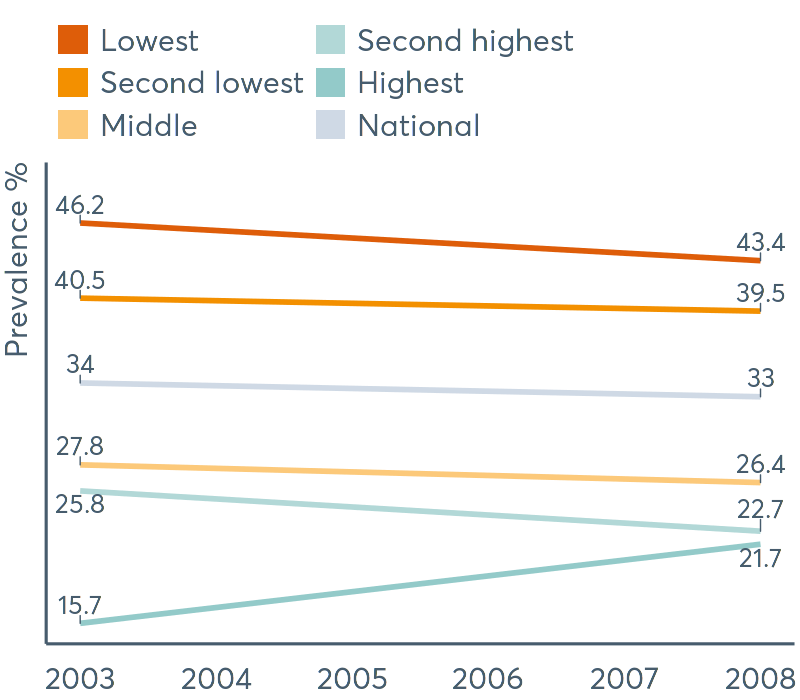 Lowest
Second lowest
Middle
Second highest
Highest
National
Prevalence %
46.2
43.4
40.5
39.5
34
33
27.8
26.4
25.8
22.7
21.7
15.7
2003 2004 2005 2006 2007 2008